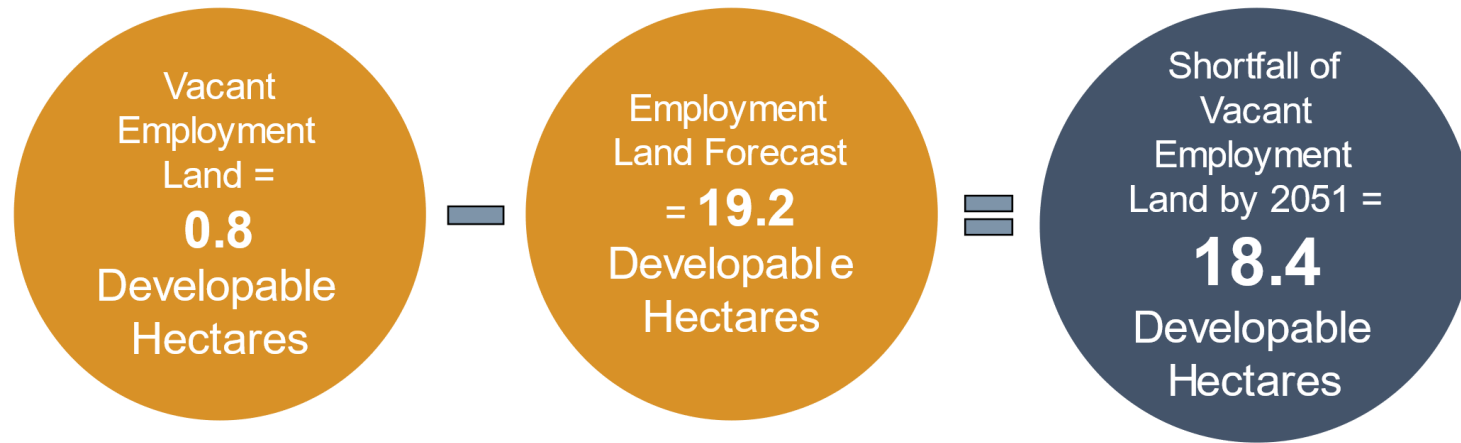 Vacant
Employment
Land =
0.8
Developable
Hectares
Employment
Land Forecast
= 19.2
Developabl e
Hectares
Shortfall of
Vacant
Employment
Land by 2051 =
18.4
Developable
Hectares